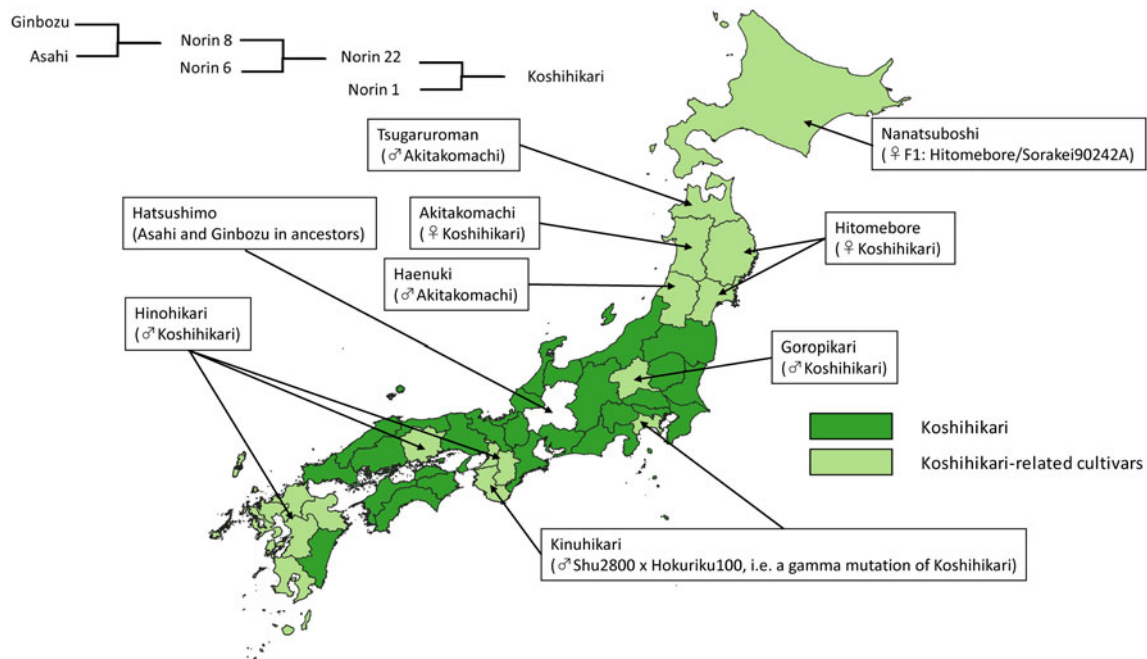 Ginbozu
Asahi
Norin 8
Norin 6
Norin 22
Norin 1
Koshihikari
Tsugaruroman
(♂Akitakomachi)
Nanatsuboshi
(♀F1: Hitomebore/Sorakei90242A)
Hatsushimo
(Asahi and Ginbozu in ancestors)
Akitakomachi
(♀Koshihikari)
Hitomebore
(♀Koshihikari)
Haenuki
(♂Akitakomachi)
Hinohikari
(♂Koshihikari)
Goropikari
(♂Koshihikari)
Koshihikari
Koshihikari-related cultivars
Kinuhikari
(♂Shu2800 x Hokuriku100, i.e. a gamma mutation of Koshihikari)